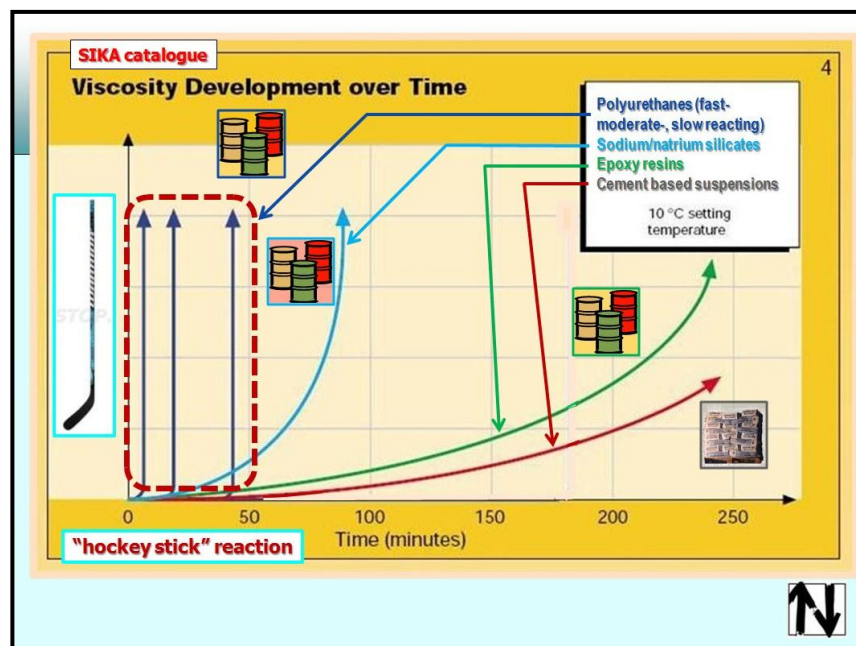 SIKA catalogue
4
Viscosity Development over Time
Polyurethanes (fast-
moderate-, slow reacting)
Sodium/natrium silicates
Epoxy resins
Cement based suspensions
10 °C setting
temperature
STOP.
0
50
100
150
200
250
"hockey stick" reaction
Time (minutes)